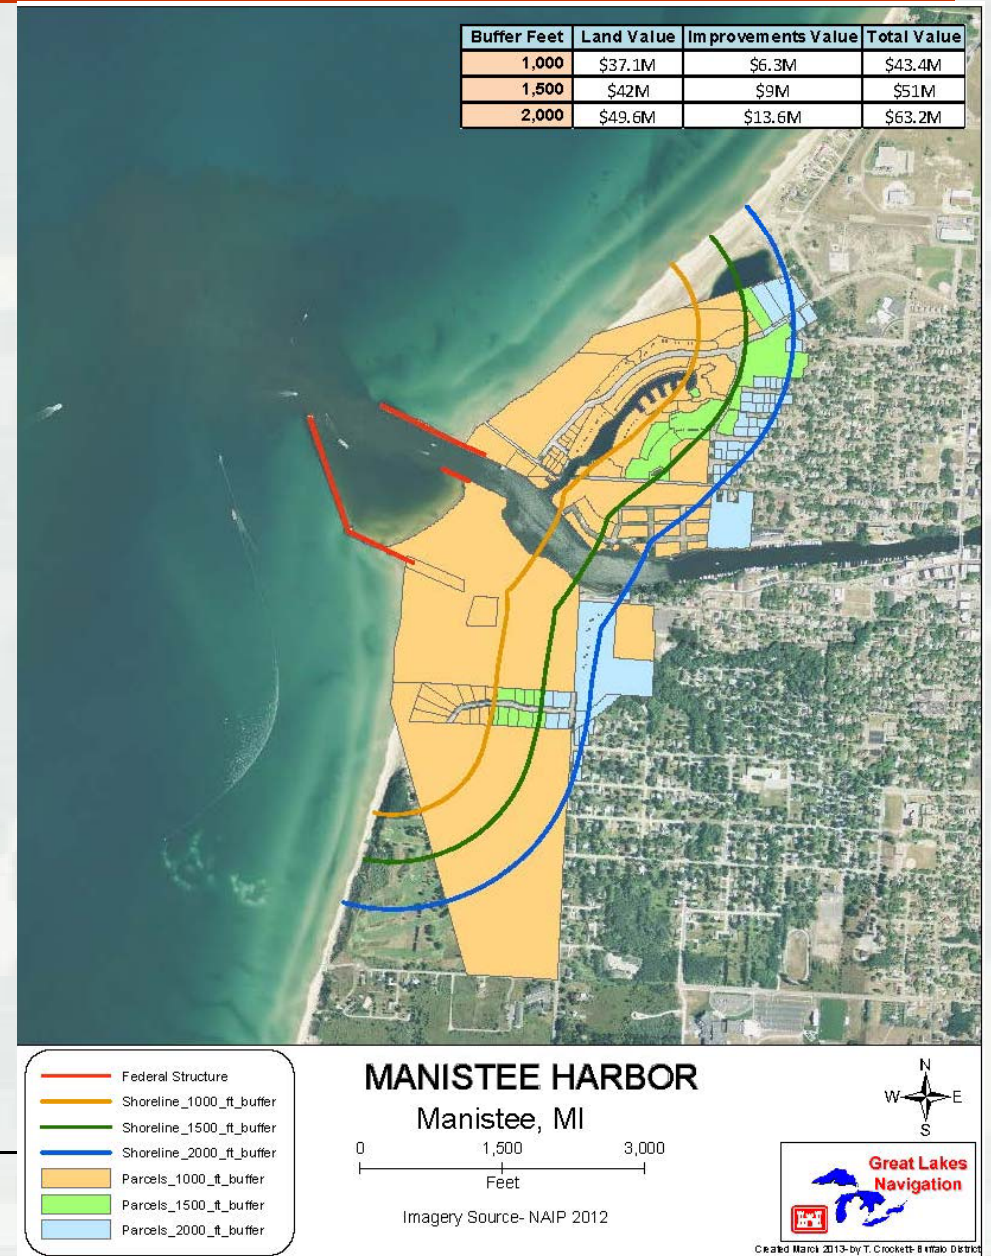 Buffer Feet Land Value Improvements Value Total Value
1,000 $37.1M $6.3M $43.4M
1,500 $42M $9M $51M
2,000 $49.6M $13.6M $63.2M
Federal Structure
Shoreline_1000_ft_buffer
Shoreline_1500_ft_buffer
Shoreline_2000_ft_buffer
Parcels_1000_ft_buffer
Parcels_1500_ft_buffer
Parcels_2000_ft_buffer
MANISTEE HARBOR
Manistee, MI
0 1,500 3,000
Feet
Imagery Source- NAIP 2012
N
W E
S
Great Lakes
Navigation
Created March 2013-by T. Crockett- Buffalo District